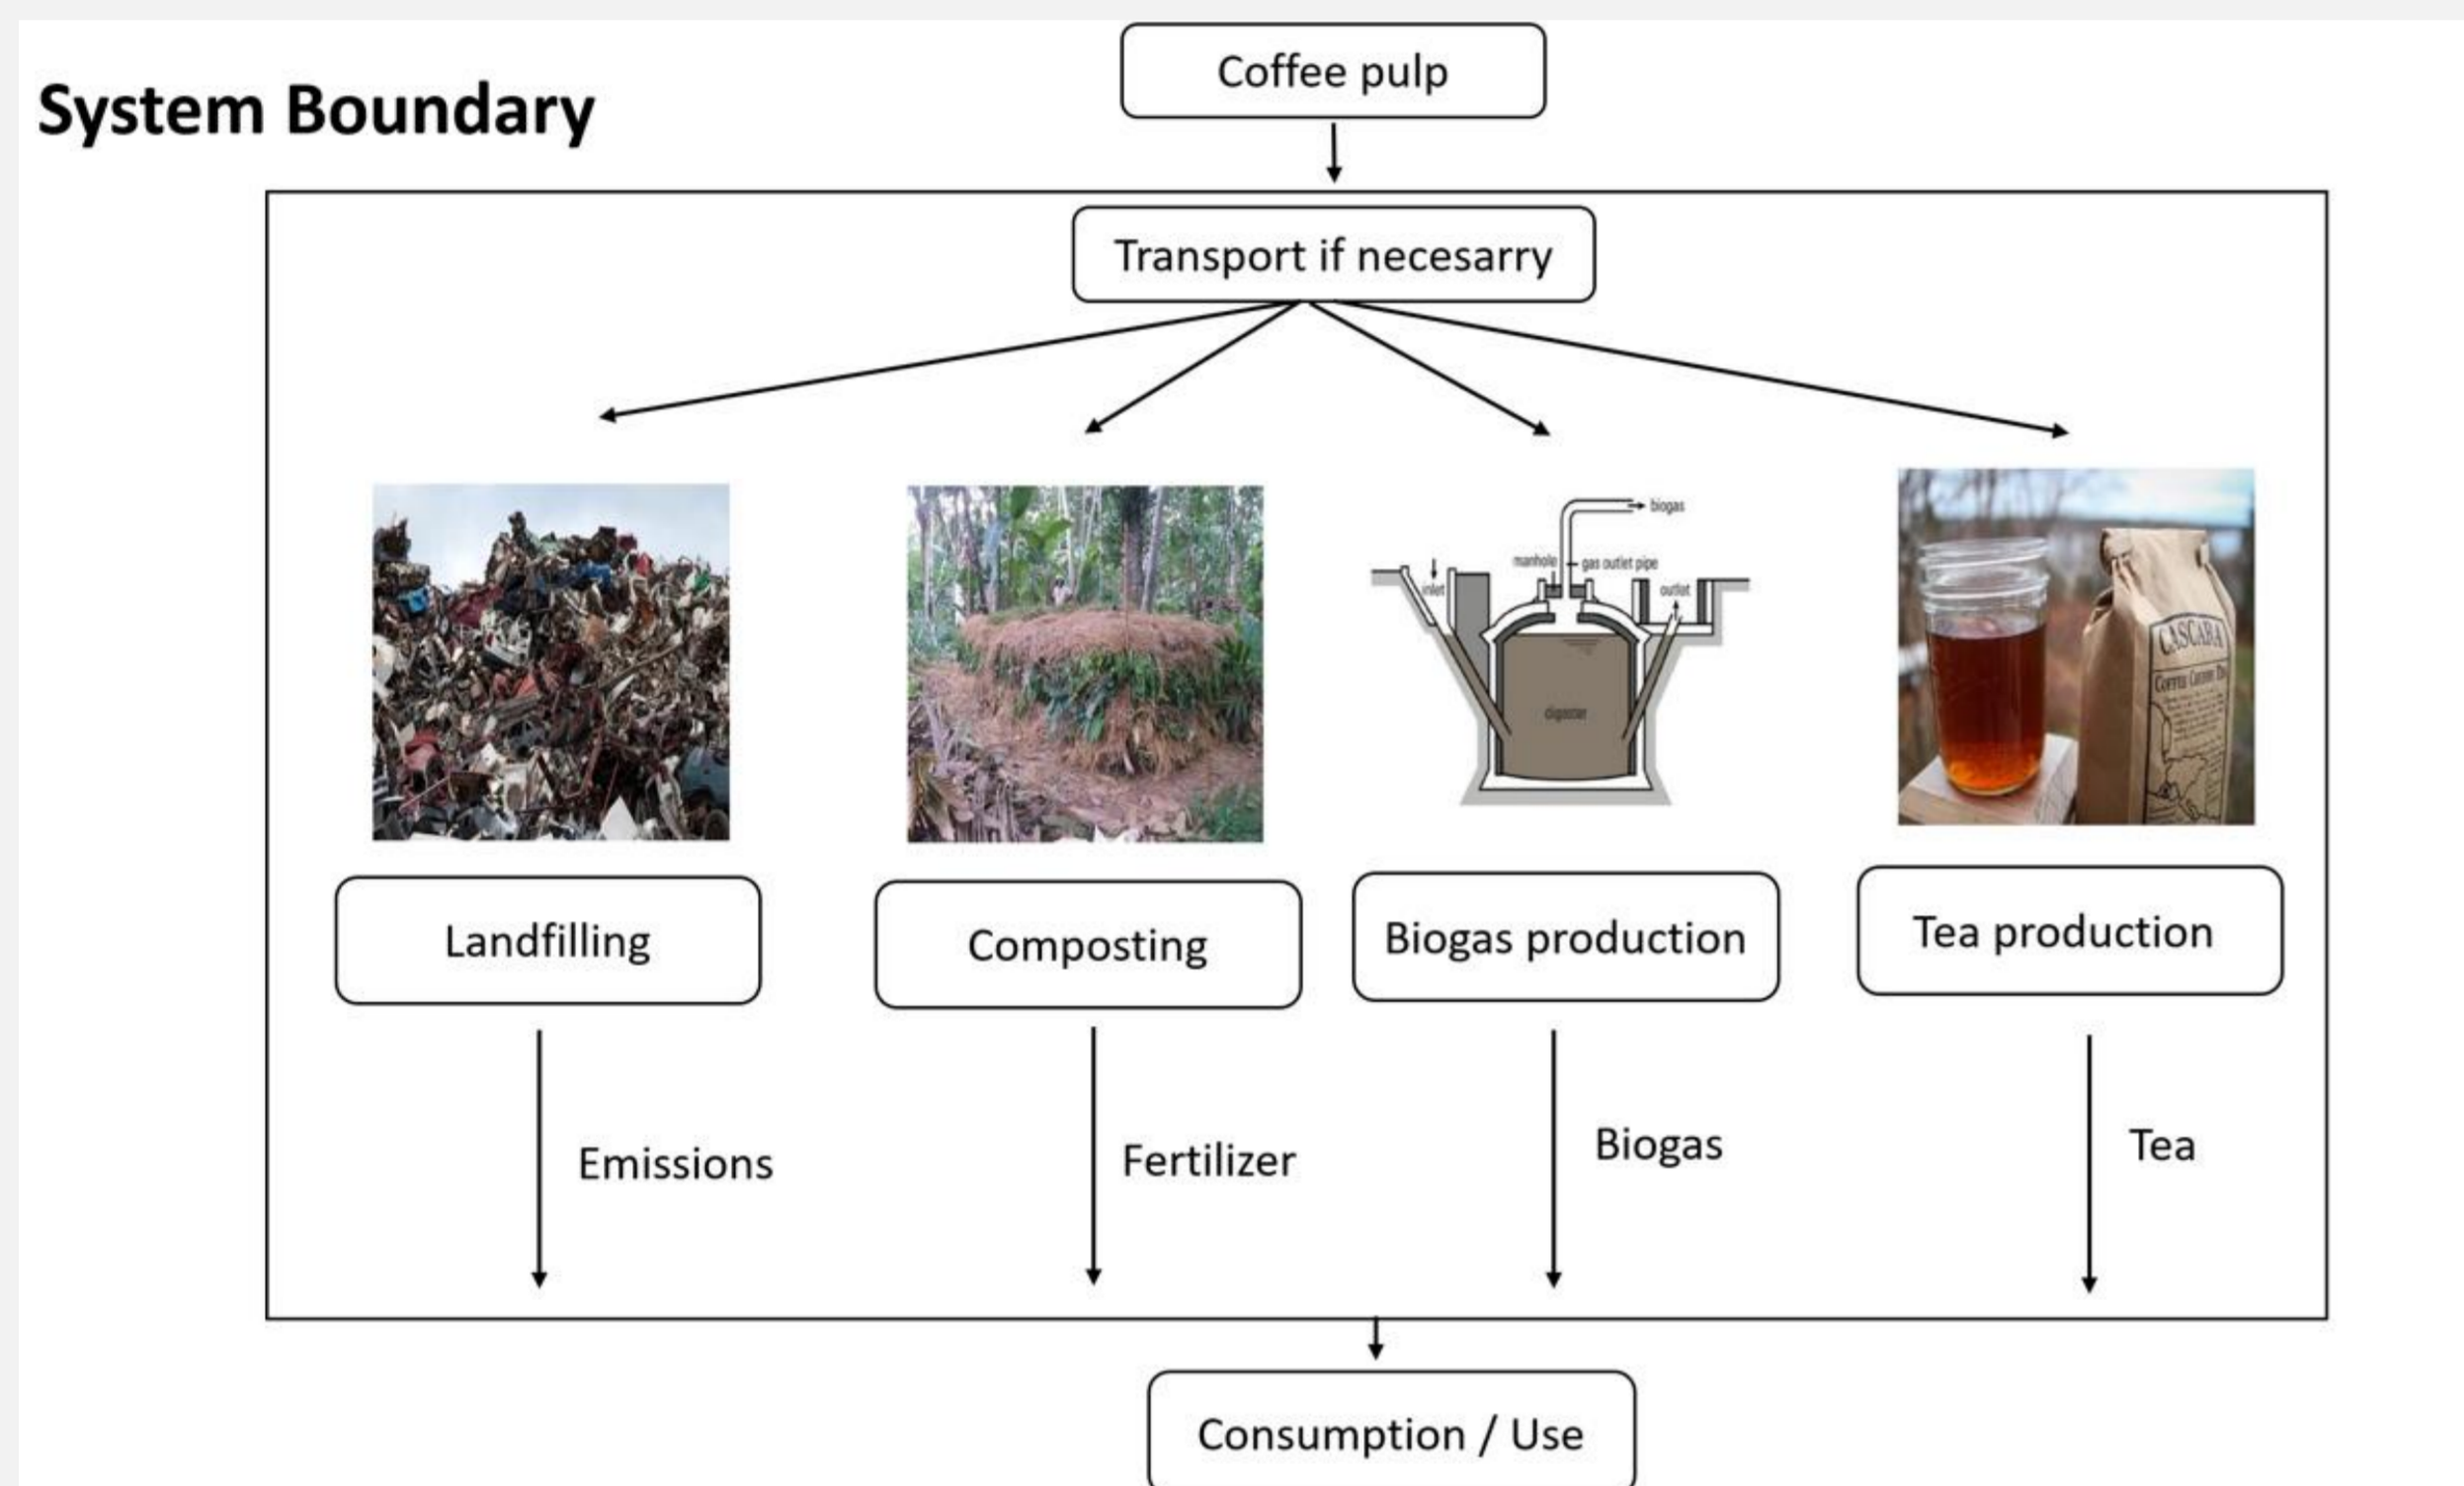 System Boundary
Coffee pulp
Transport if necesarry
biogas
manhole
gas outlet pipe
inlet
outlet
digester
CASCARA
Landfilling
Composting
Biogas production
Tea production
Emissions
Fertilizer
Biogas
Tea
Consumption / Use